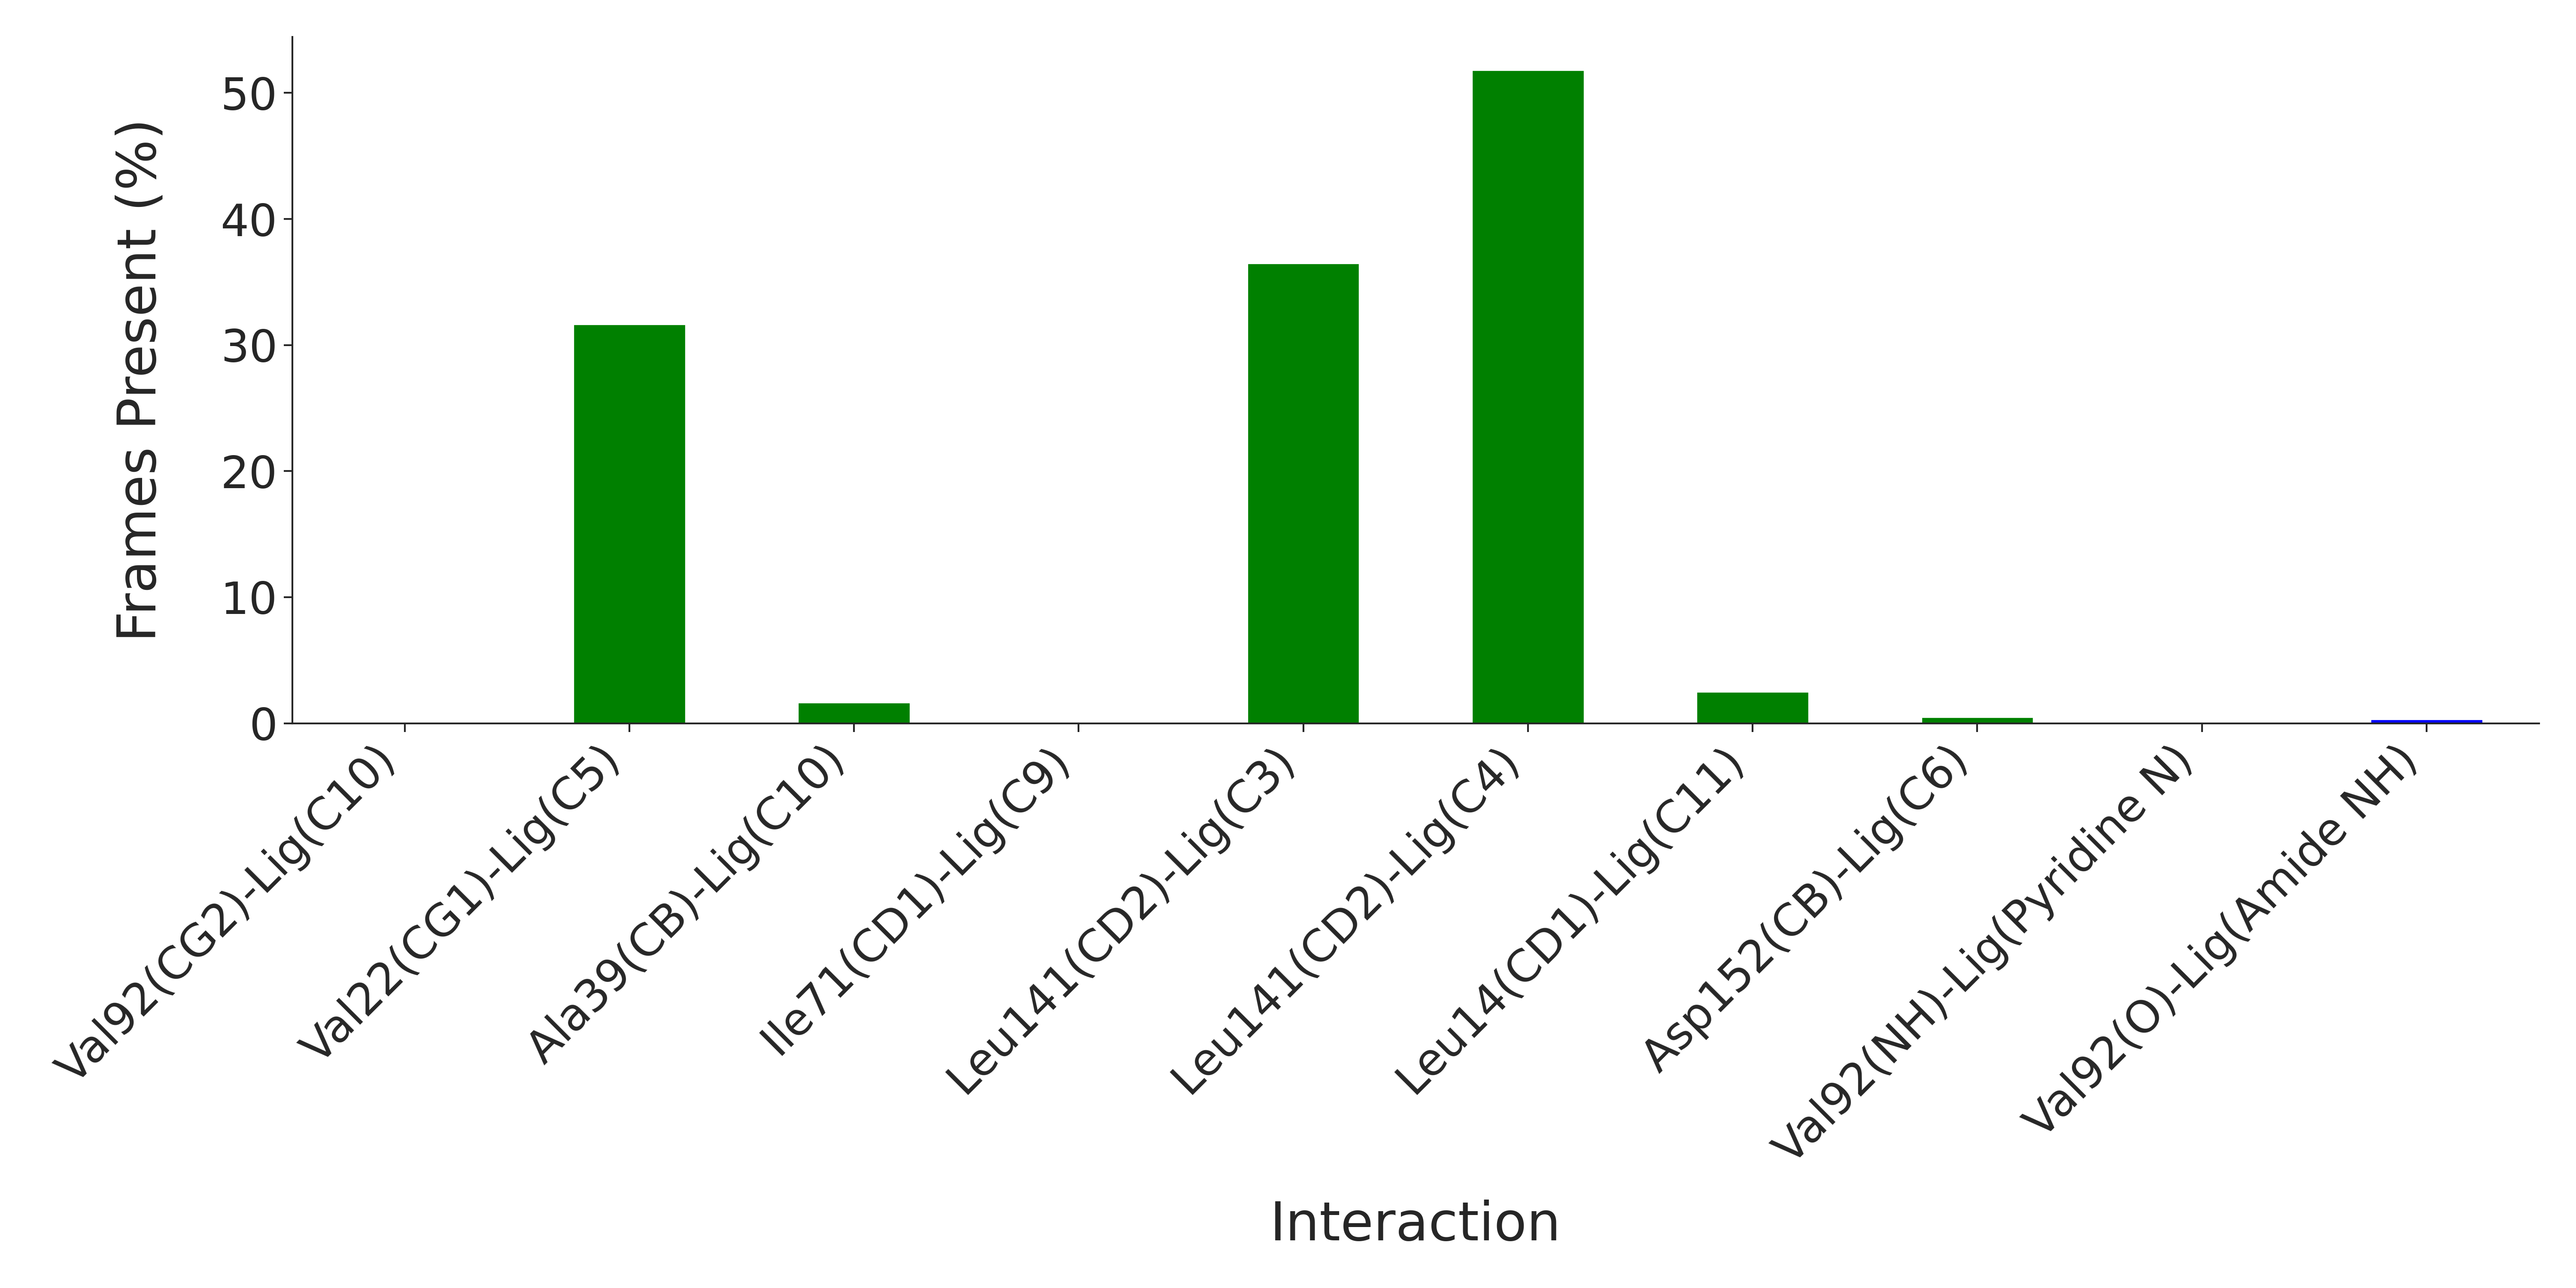 Frames Present (%)
50
40
30
20
10
0
Val92(CG2)-Lig(C10)
Val22(CG1)-Lig(C5)
Ala39(CB)-Lig(C10)
Ile71(CD1)-Lig(C9)
Leu141(CD2)-Lig(C3)
Leu141(CD2)-Lig(C4)
Leu14(CD1)-Lig(C11)
Asp152(CB)-Lig(C6)
Val92(NH)-Lig(Pyridine N)
Val92(O)-Lig(Amide NH)
Interaction